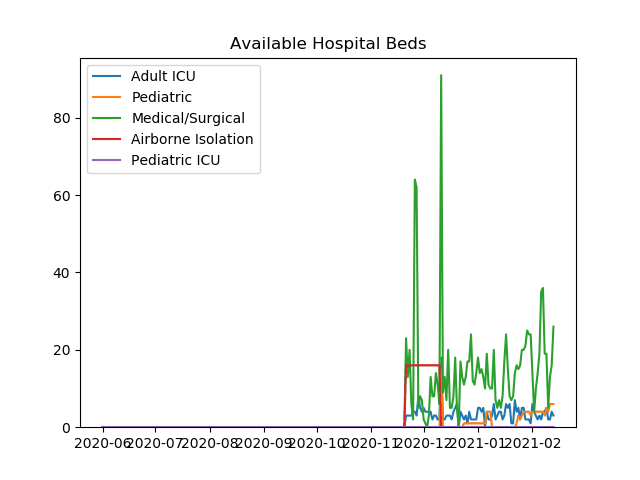 Available Hospital Beds
Adult ICU
Pediatric
Medical/Surgical
Airborne Isolation
Pediatric ICU
80
60
40
20
0
2020-06 2020-07 2020-08 2020-09 2020-10 2020-11 2020-12 2021-01 2021-02